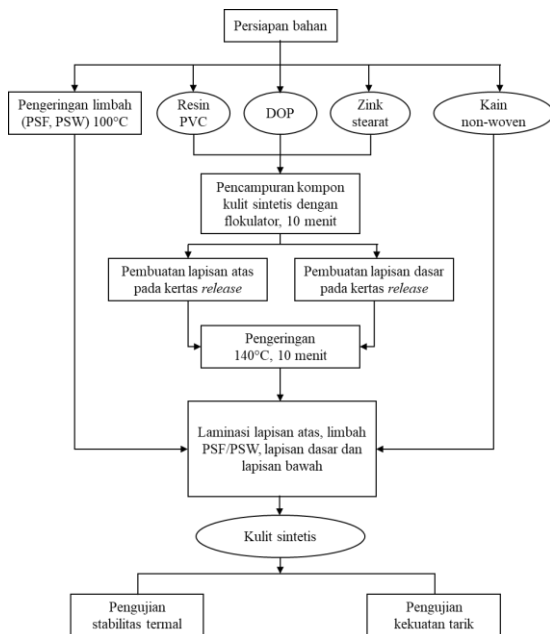 Persiapan bahan
Pengeringan limbah
(PSF, PSW) 100°C
Resin
PVC
DOP
Zink
stearat
Kain
non-woven
Pencampuran kompon
kulit sintetis dengan
flokulator, 10 menit
Pembuatan lapisan atas
pada kertas release
Pembuatan lapisan dasar
pada kertas release
Pengeringan
140°C, 10 menit
Laminasi lapisan atas, limbah
PSF/PSW, lapisan dasar dan
lapisan bawah
Kulit sintetis
Pengujian
stabilitas termal
Pengujian
kekuatan tarik